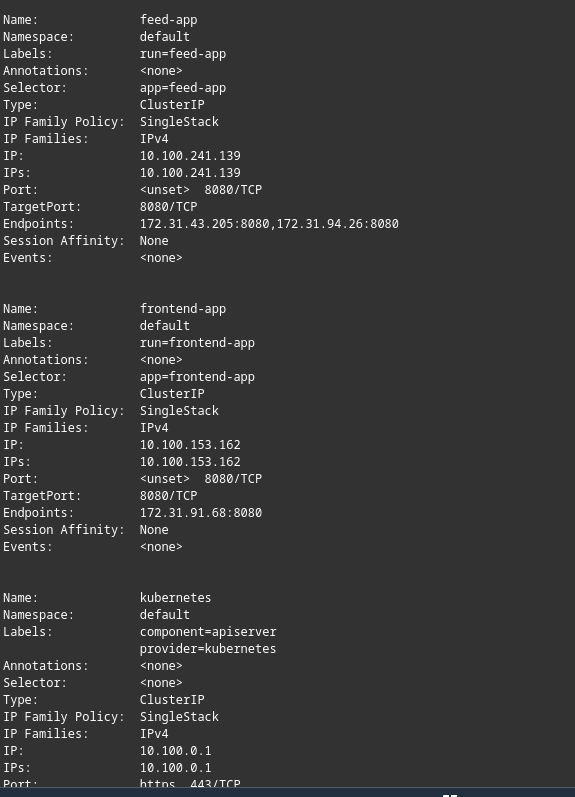 Name:              feed-app
Namespace:         default
Labels:            run=feed-app
Annotations:       <none>
Selector:          app=feed-app
Type:              ClusterIP
IP Family Policy:  SingleStack
IP Families:       IPv4
IP:                10.100.241.139
IPs:               10.100.241.139
Port:              <unset>  8080/TCP
TargetPort:        8080/TCP
Endpoints:         172.31.43.205:8080,172.31.94.26:8080
Session Affinity:  None
Events:            <none>

Name:              frontend-app
Namespace:         default
Labels:            run=frontend-app
Annotations:       <none>
Selector:          app=frontend-app
Type:              ClusterIP
IP Family Policy:  SingleStack
IP Families:       IPv4
IP:                10.100.153.162
IPs:               10.100.153.162
Port:              <unset>  8080/TCP
TargetPort:        8080/TCP
Endpoints:         172.31.91.68:8080
Session Affinity:  None
Events:            <none>

Name:              kubernetes
Namespace:         default
Labels:            component=apiserver
                   provider=kubernetes
Annotations:       <none>
Selector:          <none>
Type:              ClusterIP
IP Family Policy:  SingleStack
IP Families:       IPv4
IP:                10.100.0.1
IPs:               10.100.0.1
Port:              https  443/TCP